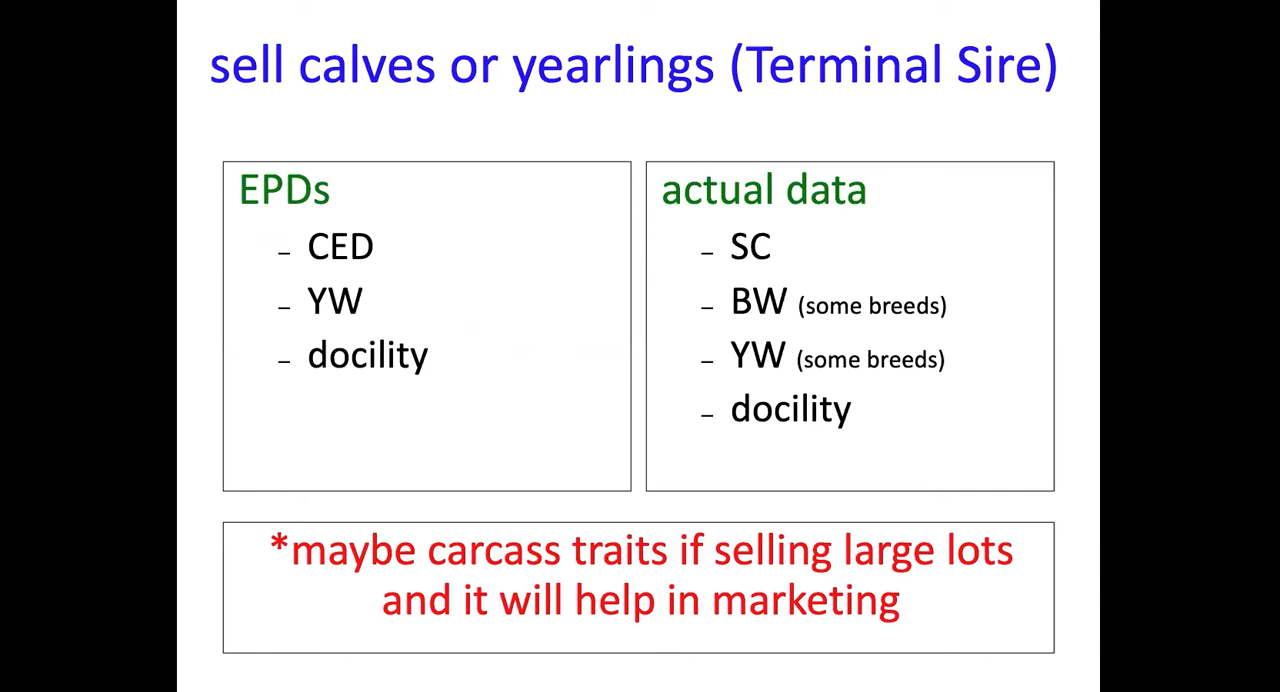 sell calves or yearlings (Terminal Sire)
EPDs
– CED
– YW
– docility
actual data
– SC
– BW (some breeds)
– YW (some breeds)
– docility
*maybe carcass traits if selling large lots
and it will help in marketing